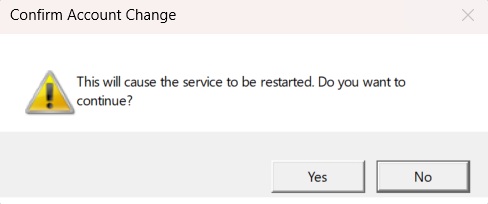 Confirm Account Change
This will cause the service to be restarted. Do you want to
continue?
Yes
No